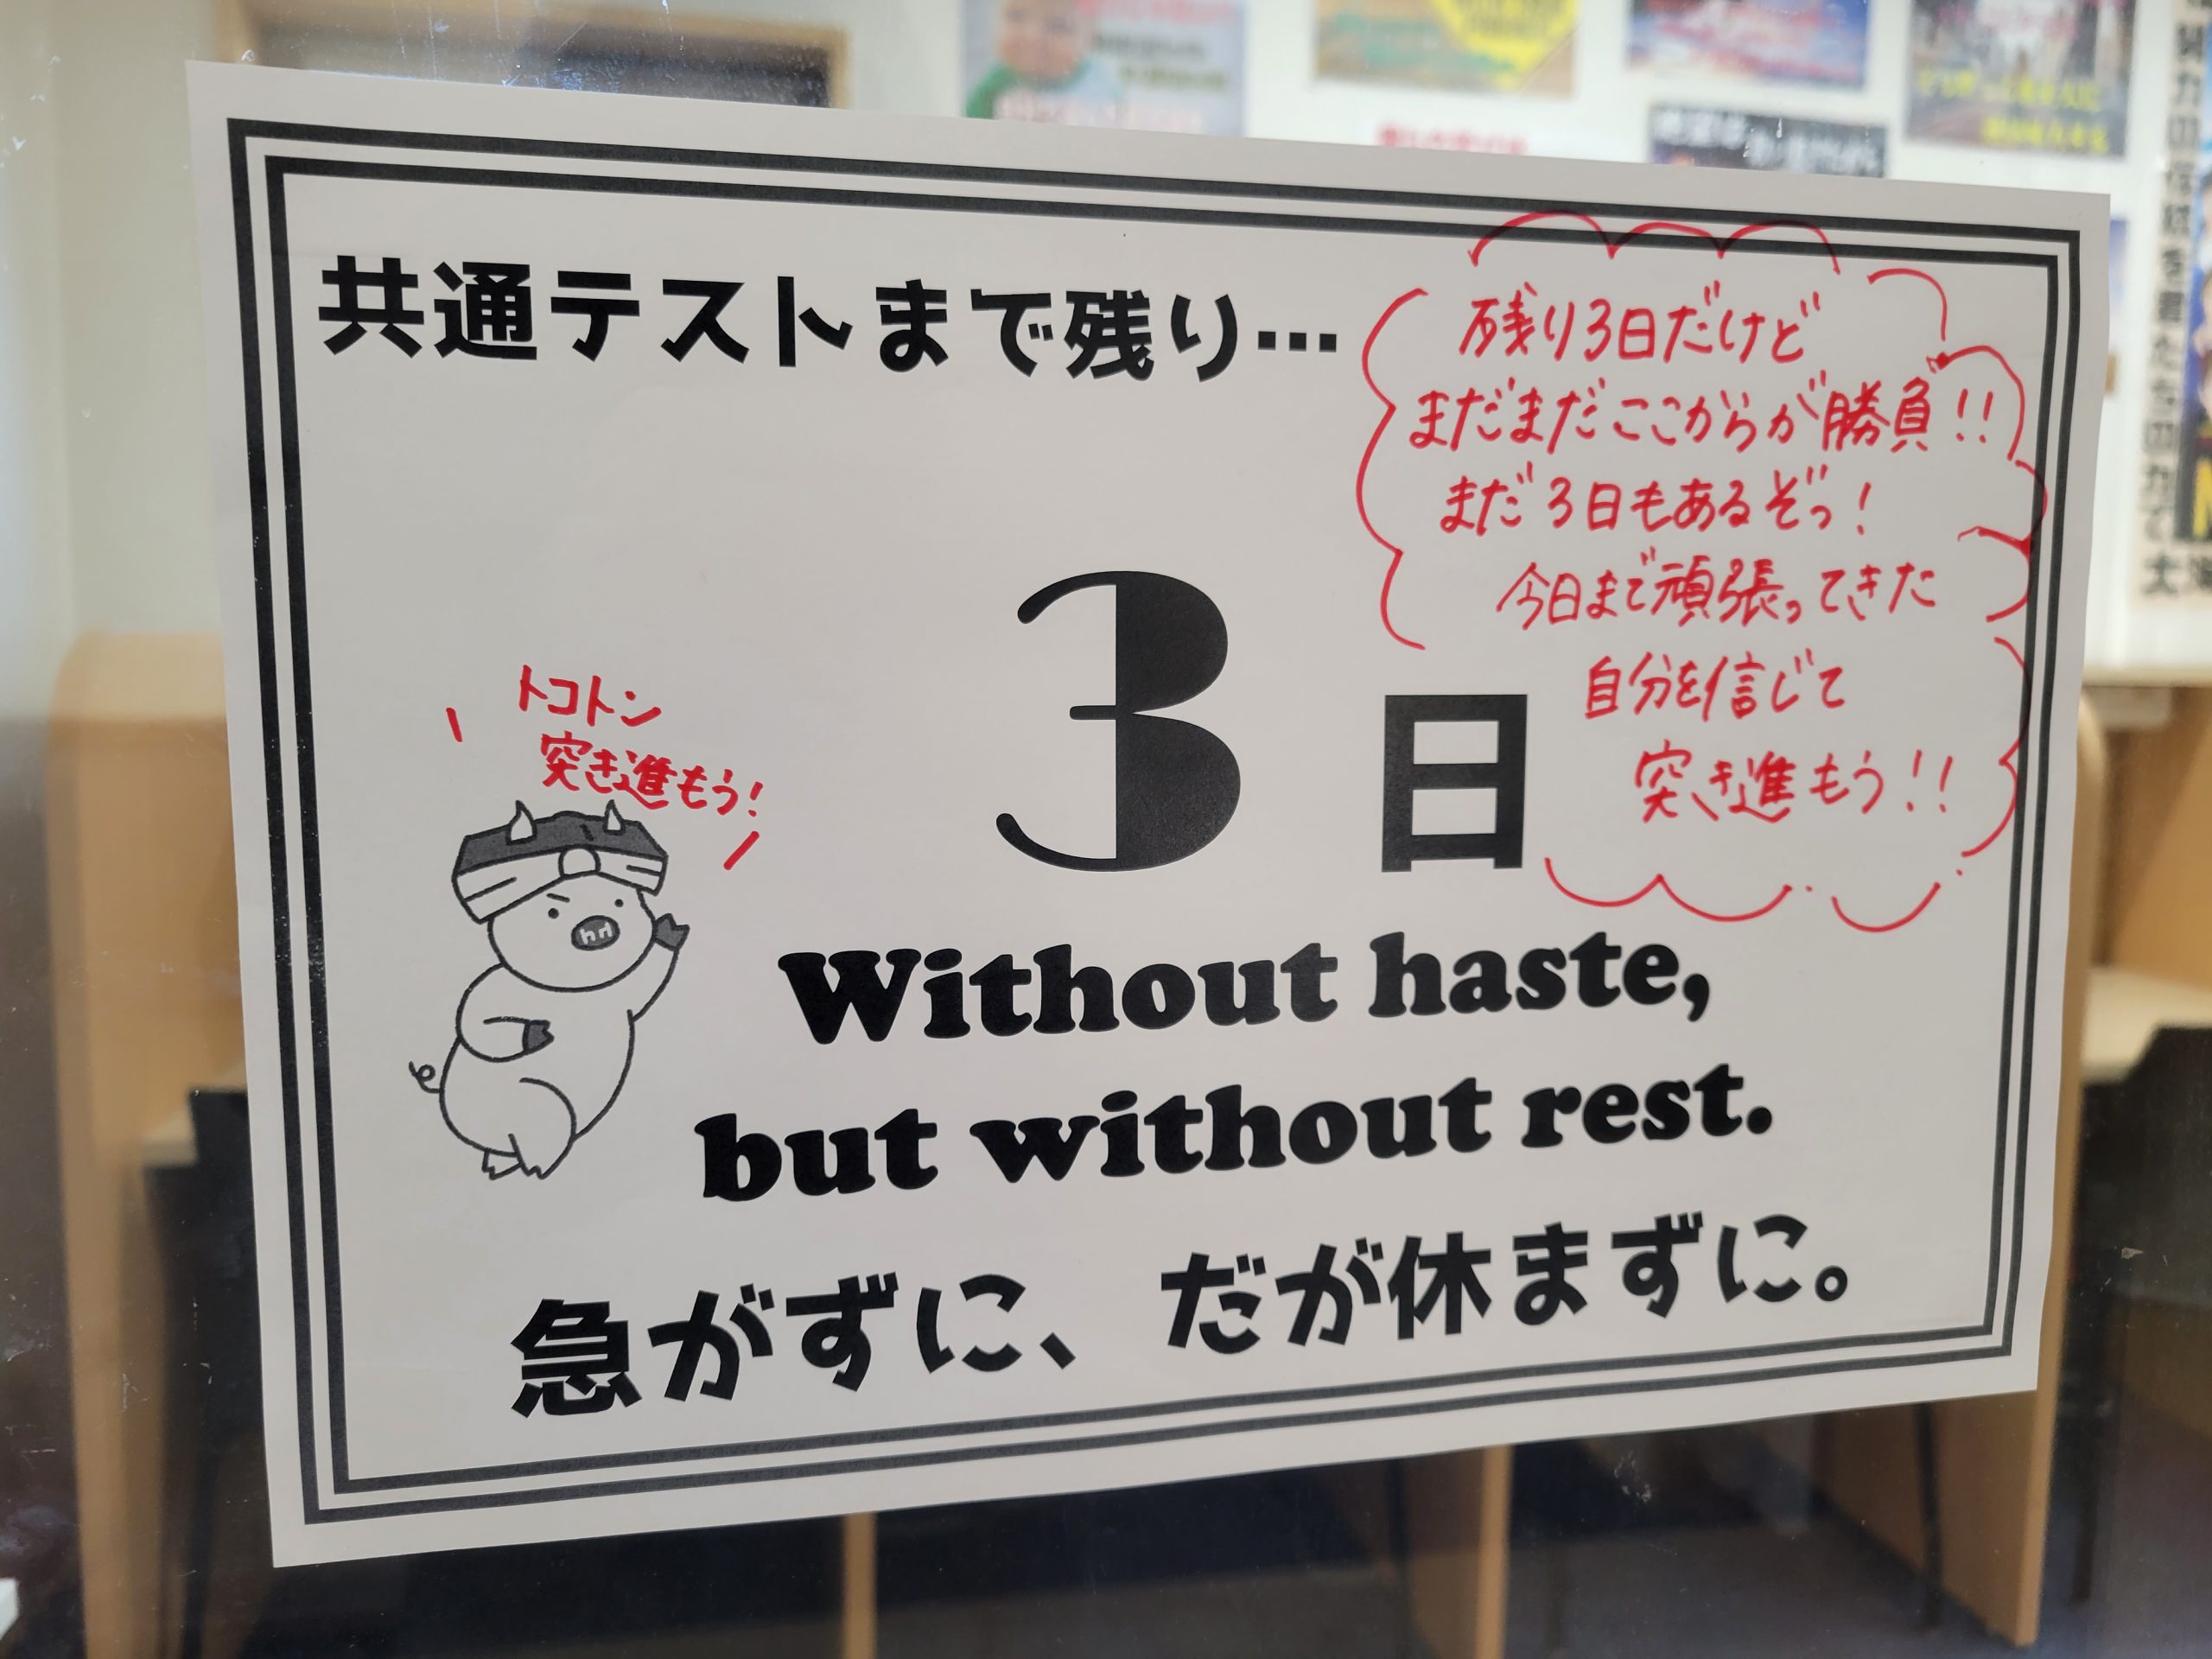 共通テストまで残り…
残り3日だけど
まだまだここからが勝負!!
まだ3日もあるぞっ!
今日まで頑張ってきた
自分を信じて
突き進もう!!
3日
トコトン
突き進もう!
Without haste,
but without rest.
急がずに、だが休まずに。